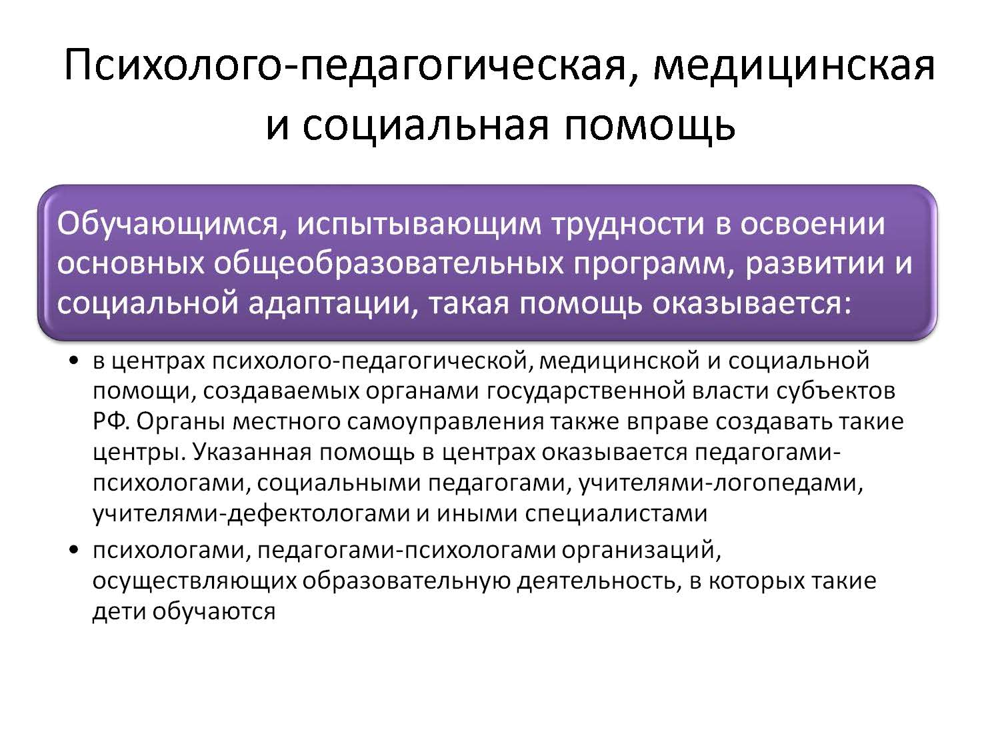 Психолого-педагогическая, медицинская
и социальная помощь
Обучающимся, испытывающим трудности в освоении
основных общеобразовательных программ, развитии и
социальной адаптации, такая помощь оказывается:
• в центрах психолого-педагогической, медицинской и социальной
помощи, создаваемых органами государственной власти субъектов
РФ. Органы местного самоуправления также вправе создавать такие
центры. Указанная помощь в центрах оказывается педагогами-
психологами, социальными педагогами, учителями-логопедами,
учителями-дефектологами и иными специалистами
• психологами, педагогами-психологами организаций,
осуществляющих образовательную деятельность, в которых такие
дети обучаются